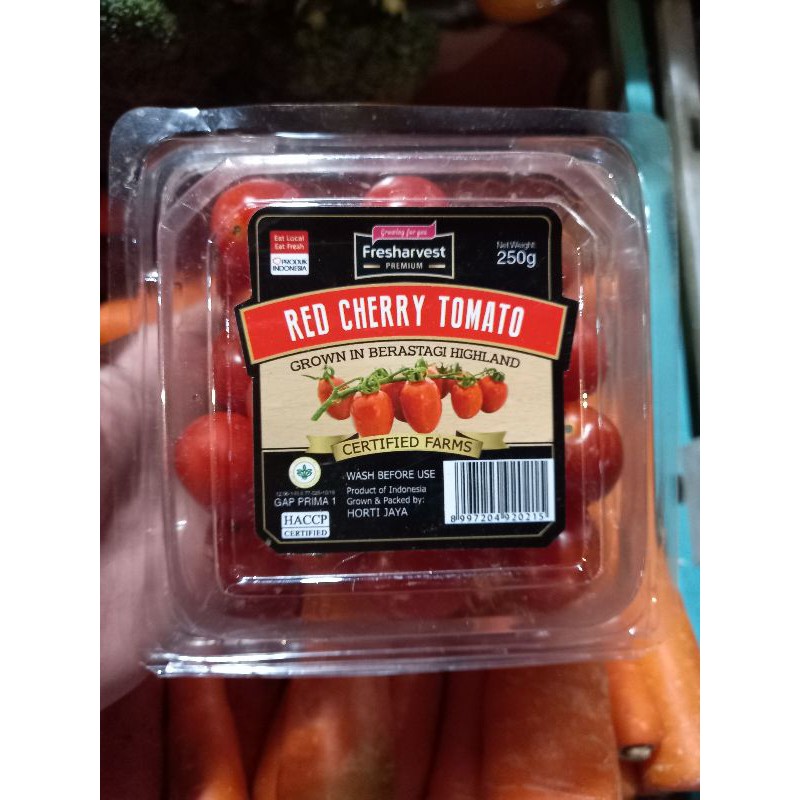 Growing for you
Fresharvest
PREMIUM
Eat Local
Eat Fresh
PRODUK
INDONESIA
Net Weight
250g
RED CHERRY TOMATO
GROWN IN BERASTAGI HIGHLAND
CERTIFIED FARMS
WASH BEFORE USE
Product of Indonesia
Grown & Packed by:
HORTI JAYA
GAP PRIMA 1
HACCP
CERTIFIED
8 997204 920215